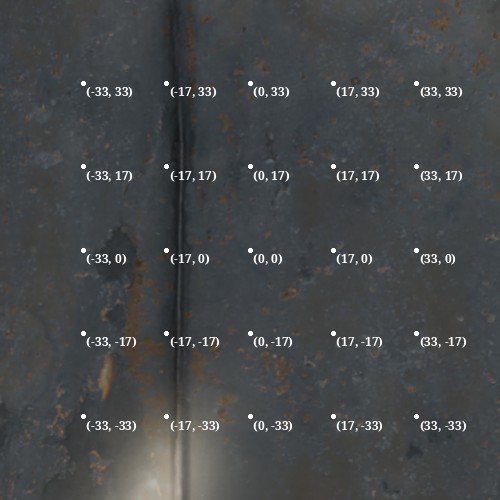 (-33, 33) (-17, 33) (0, 33) (17, 33) (33, 33)
(-33, 17) (-17, 17) (0, 17) (17, 17) (33, 17)
(-33, 0) (-17, 0) (0, 0) (17, 0) (33, 0)
(-33, -17) (-17, -17) (0, -17) (17, -17) (33, -17)
(-33, -33) (-17, -33) (0, -33) (17, -33) (33, -33)